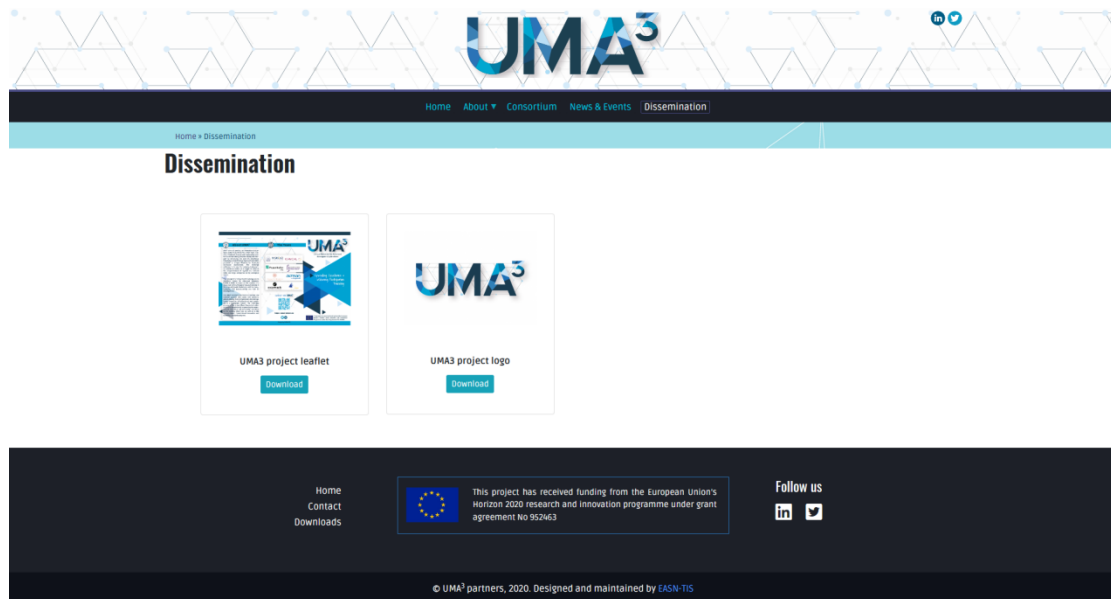 UMA³
Home About ▼ Consortium News & Events Dissemination
Home » Dissemination
Dissemination
UMA³
UMA³
UMA3 project leaflet
UMA3 project logo
Download
Download
Home
Contact
Downloads
This project has received funding from the European Union's
Horizon 2020 research and innovation programme under grant
agreement No 952463
Follow us
© UMA³ partners, 2020. Designed and maintained by EASN-TIS